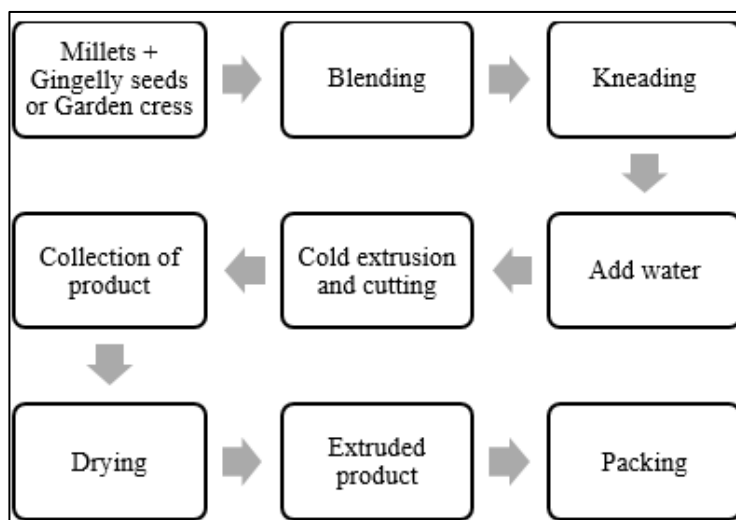 Millets +
Gingelly seeds
or Garden cress
Blending
Kneading
Add water
Cold extrusion
and cutting
Collection of
product
Drying
Extruded
product
Packing